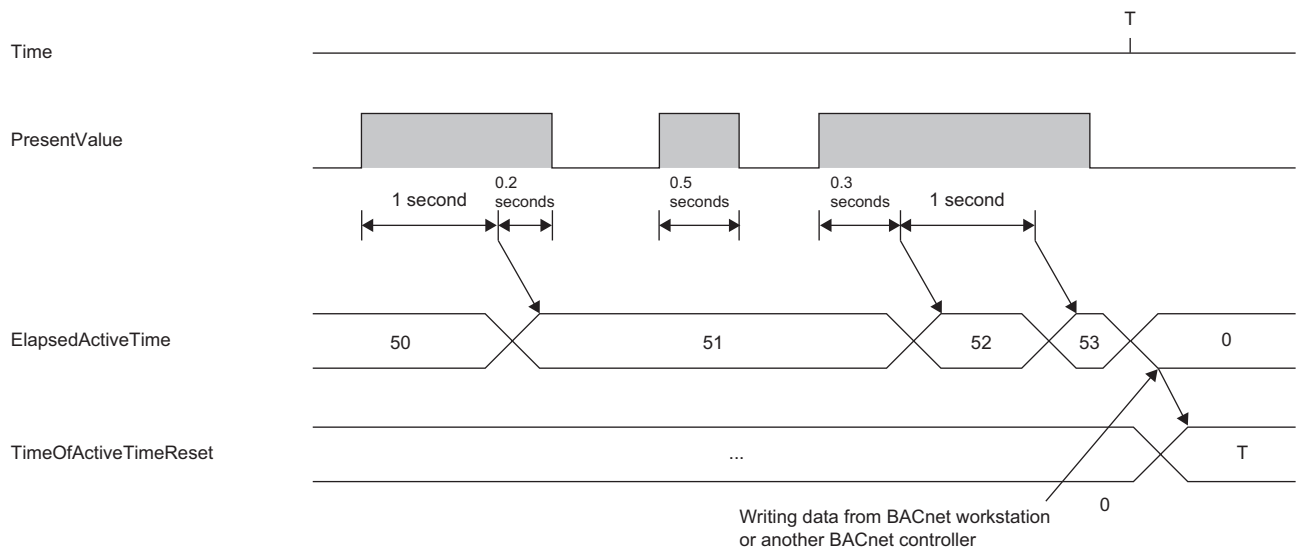 T
Time
PresentValue
1 second
0.2
seconds
0.5
seconds
0.3
seconds
1 second
ElapsedActiveTime
50
51
52
53
0
TimeOfActiveTimeReset
...
T
0
Writing data from BACnet workstation
or another BACnet controller